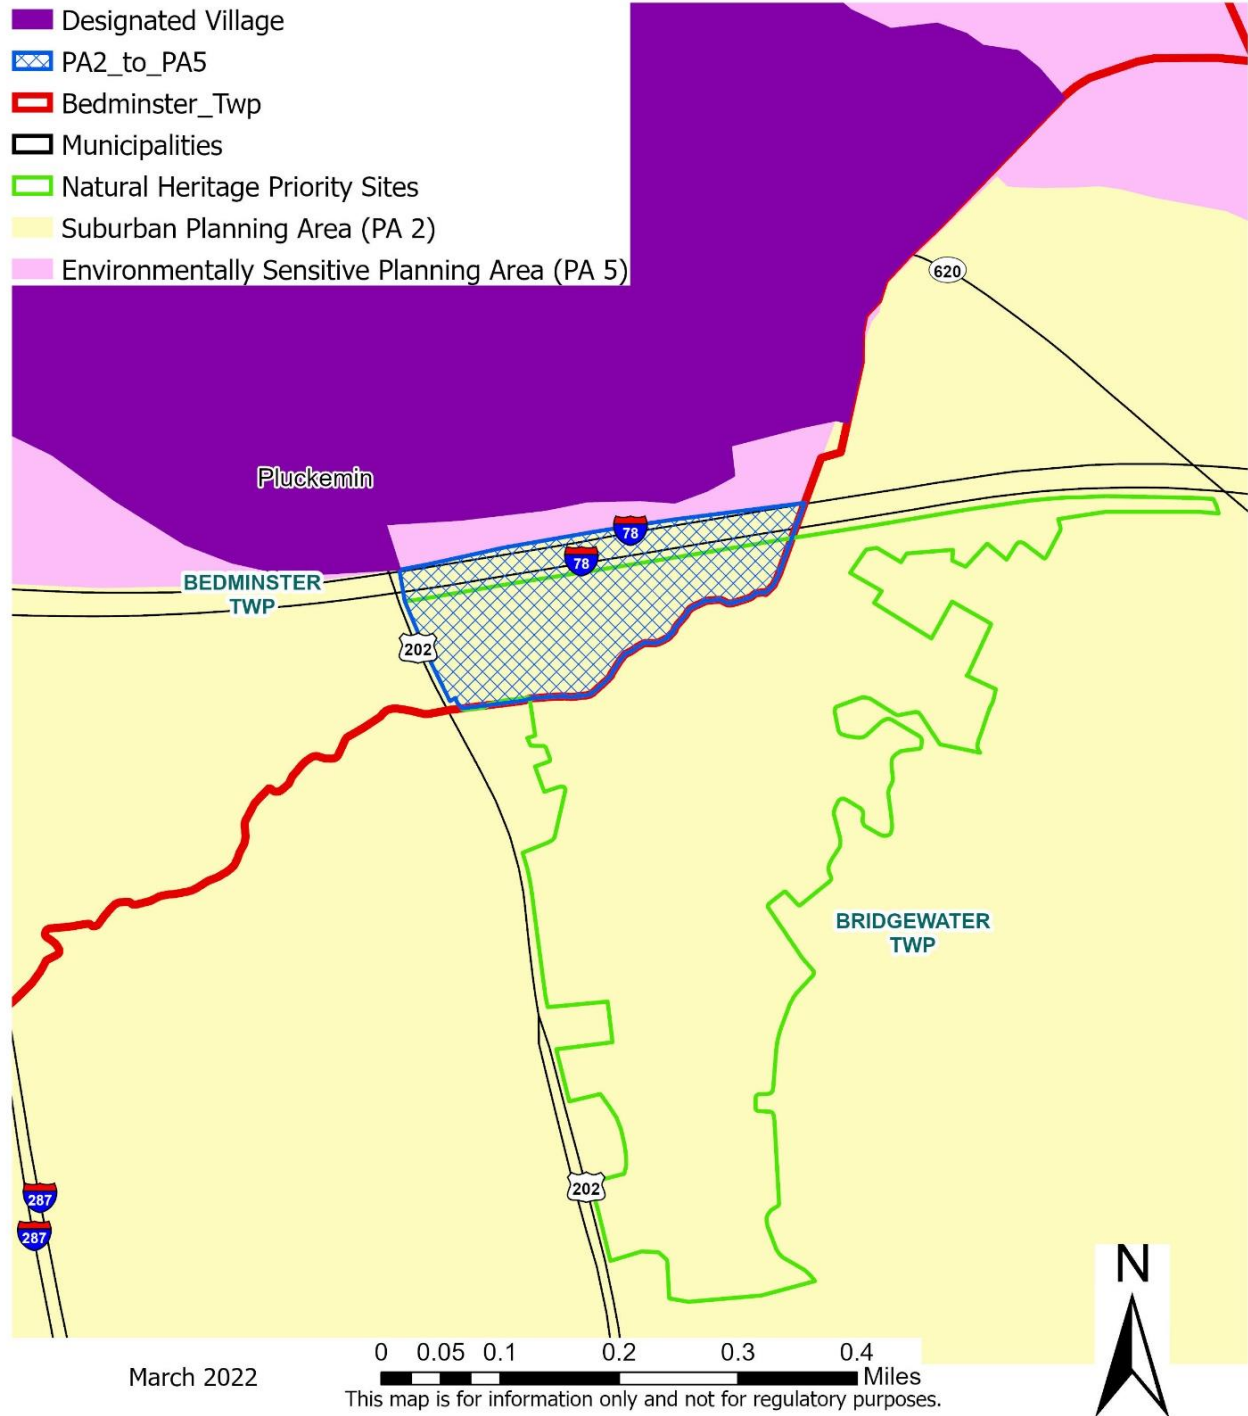 Designated Village
PA2_to_PA5
Bedminster_Twp
Municipalities
Natural Heritage Priority Sites
Suburban Planning Area (PA 2)
Environmentally Sensitive Planning Area (PA 5)
620
Pluckemin
78
78
BEDMINSTER
TWP
202
BRIDGEWATER
TWP
202
287
287
N
0 0.05 0.1 0.2 0.3 0.4
Miles
March 2022
This map is for information only and not for regulatory purposes.